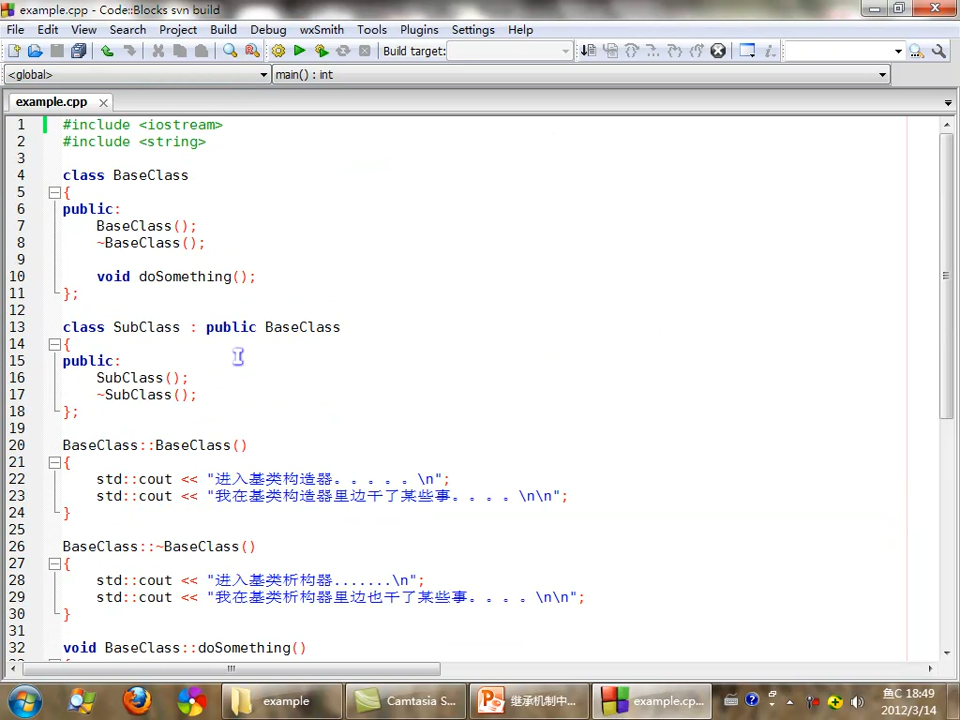 example.cpp - Code::Blocks svn build
File Edit View Search Project Build Debug wxSmith Tools Plugins Settings Help
Build target:
<global> main() : int
example.cpp
1 #include <iostream>
2 #include <string>
3
4 class BaseClass
5 {
6 public:
7 BaseClass();
8 ~BaseClass();
9
10 void doSomething();
11 };
12
13 class SubClass : public BaseClass
14 {
15 public:
16 SubClass();
17 ~SubClass();
18 };
19
20 BaseClass::BaseClass()
21 {
22 std::cout << "进入基类构造器。。。。。\n";
23 std::cout << "我在基类构造器里边干了某些事。。。。\n\n";
24 }
25
26 BaseClass::~BaseClass()
27 {
28 std::cout << "进入基类析构器.......\n";
29 std::cout << "我在基类析构器里边也干了某些事。。。。\n\n";
30 }
31
32 void BaseClass::doSomething()
example
Camtasia S...
继承机制中...
example.cp...
鱼C 18:49
2012/3/14